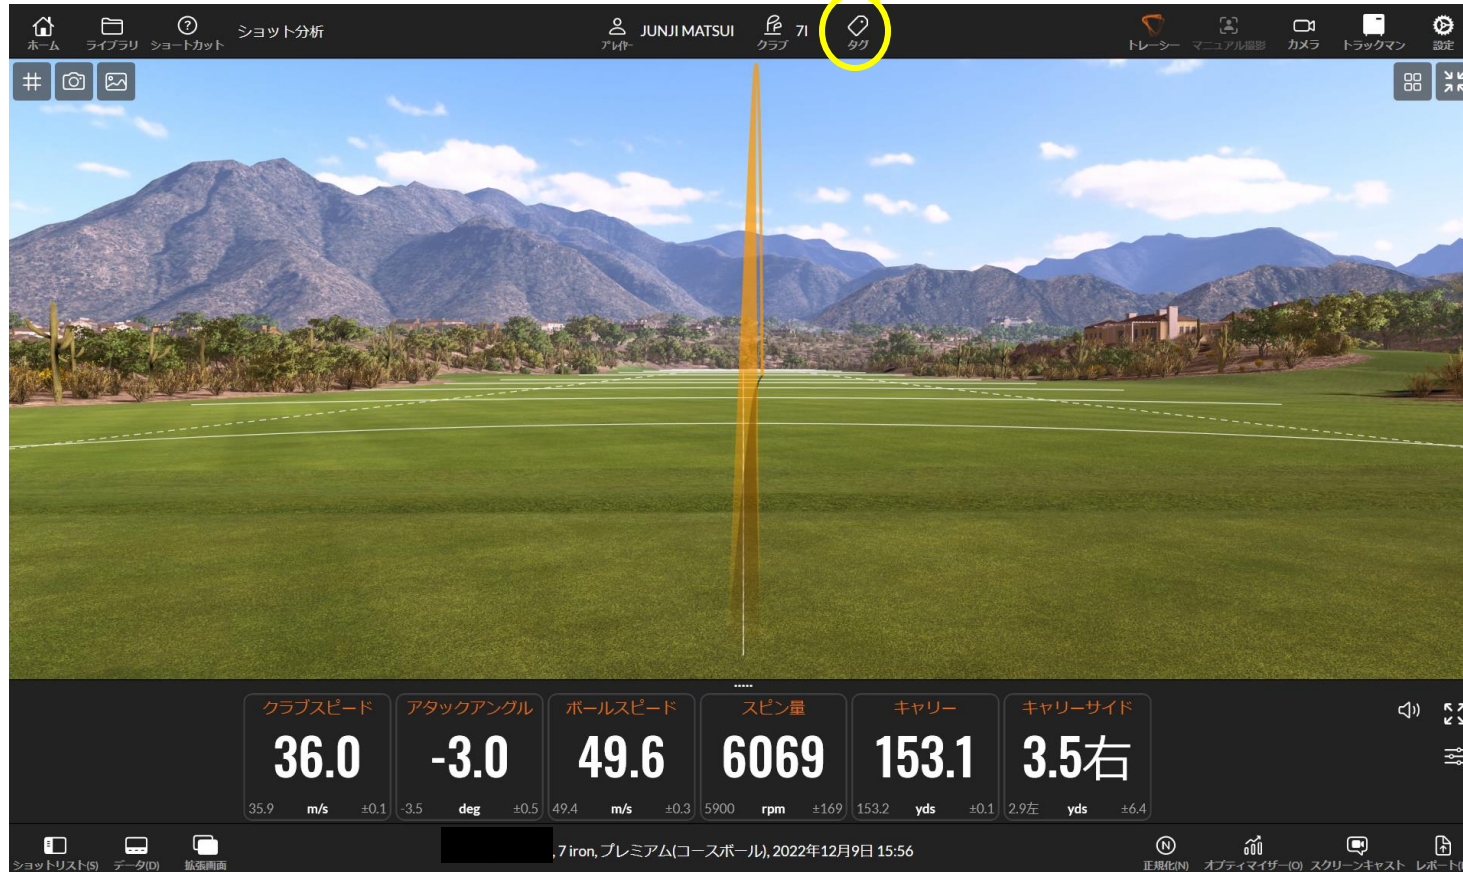 ホーム
ライブラリ
ショートカット
ショット分析
JUNJI MATSUI
プレイヤー
7I
クラブ
タグ
トレーシー
マニュアル撮影
カメラ
トラックマン
設定
クラブスピード
36.0
35.9 m/s ±0.1
アタックアングル
-3.0
-3.5 deg ±0.5
ボールスピード
49.6
49.4 m/s ±0.3
スピン量
6069
5900 rpm ±169
キャリー
153.1
153.2 yds ±0.1
キャリーサイド
3.5右
2.9左 yds ±6.4
ショットリスト(S)
データ(D)
拡張画面
, 7 iron, プレミアム(コースボール), 2022年12月9日 15:56
N
正規化(N)
オプティマイザー(O)
スクリーンキャスト
レポート(